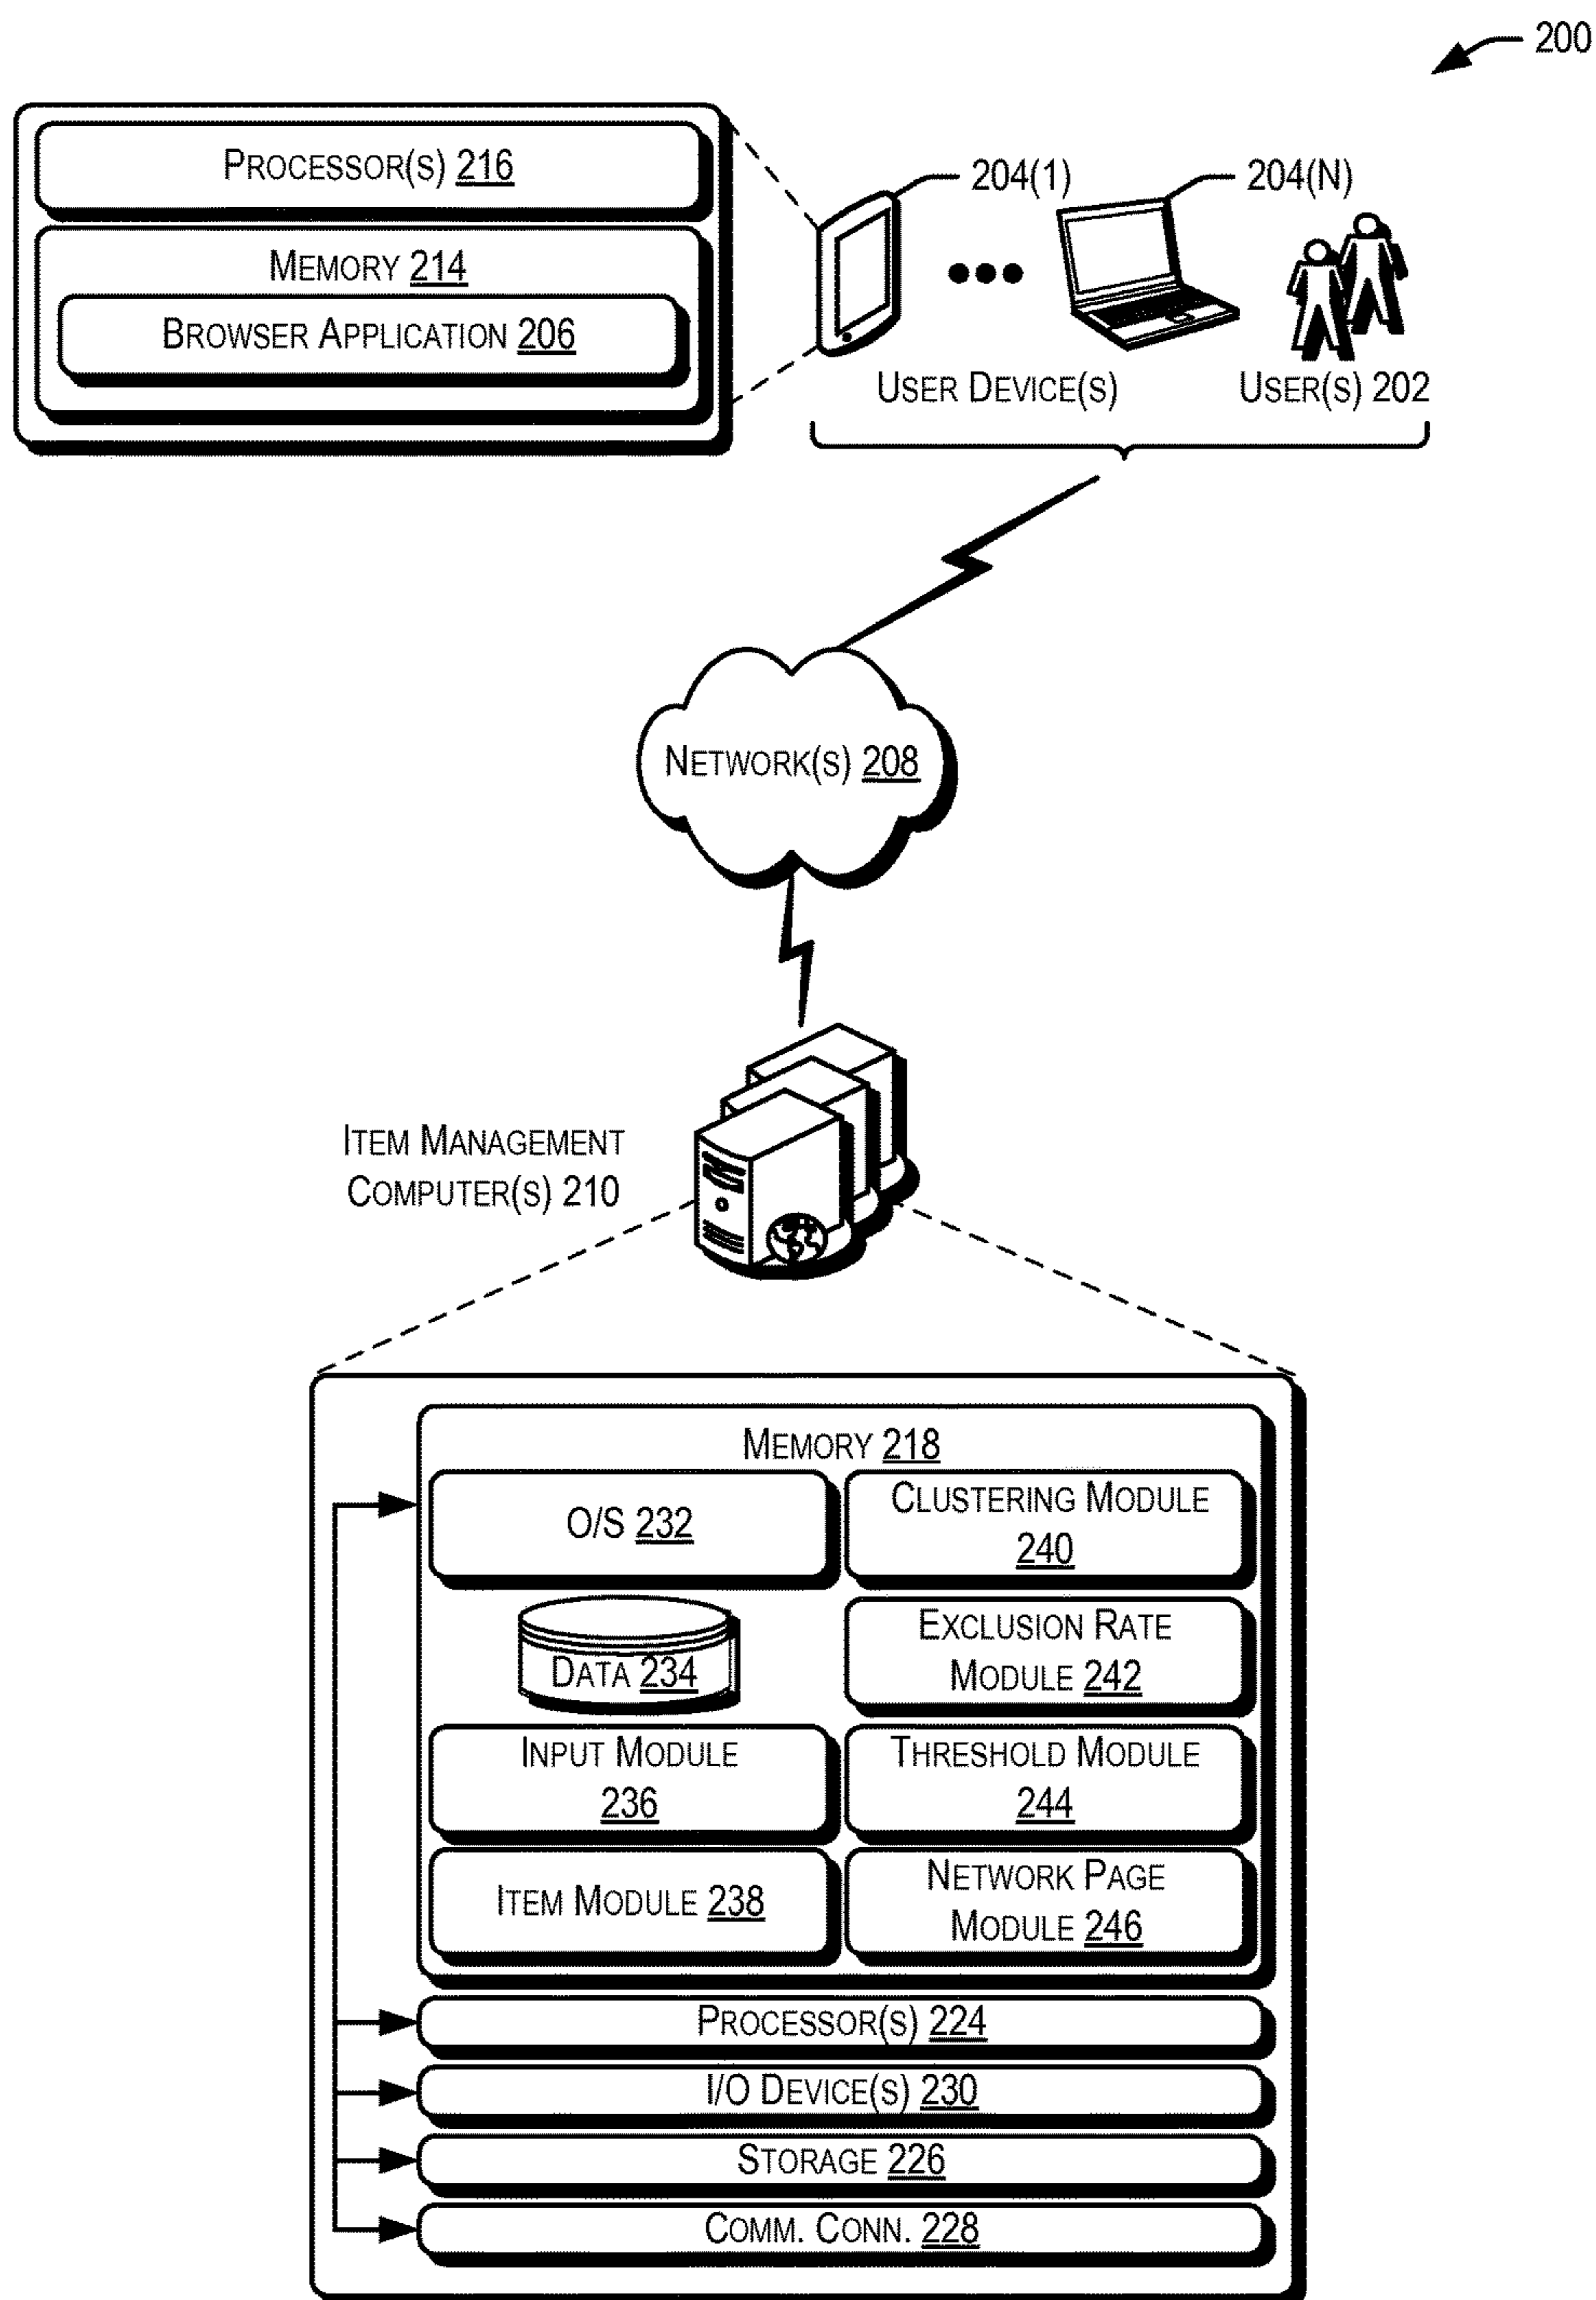 200
PROCESSOR(S) 216
MEMORY 214
BROWSER APPLICATION 206
204(1)
204(N)
USER DEVICE(S)
USER(S) 202
NETWORK(S) 208
ITEM MANAGEMENT
COMPUTER(S) 210
MEMORY 218
O/S 232
CLUSTERING MODULE
240
DATA 234
EXCLUSION RATE
MODULE 242
INPUT MODULE
236
THRESHOLD MODULE
244
ITEM MODULE 238
NETWORK PAGE
MODULE 246
PROCESSOR(S) 224
I/O DEVICE(S) 230
STORAGE 226
COMM. CONN. 228